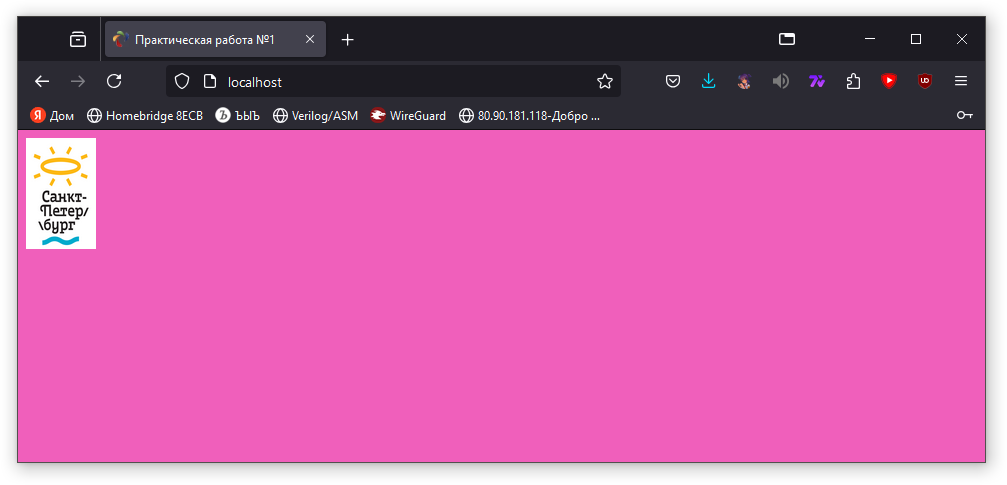 Практическая работа №1
localhost
Я Дом
Homebridge 8ECB
Ъ ЪЫЪ
Verilog/ASM
WireGuard
80.90.181.118-Добро ...
Санкт-
Петер/
\бург